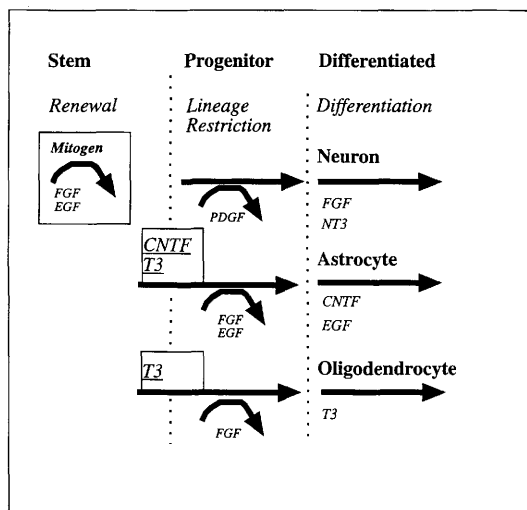 Stem Progenitor Differentiated
Renewal Lineage Differentiation
Restriction
Mitogen
FGF
EGF
Neuron
PDGF
FGF
NT3
CNTF
T3
Astrocyte
FGF
EGF
CNTF
EGF
T3
Oligodendrocyte
FGF
T3